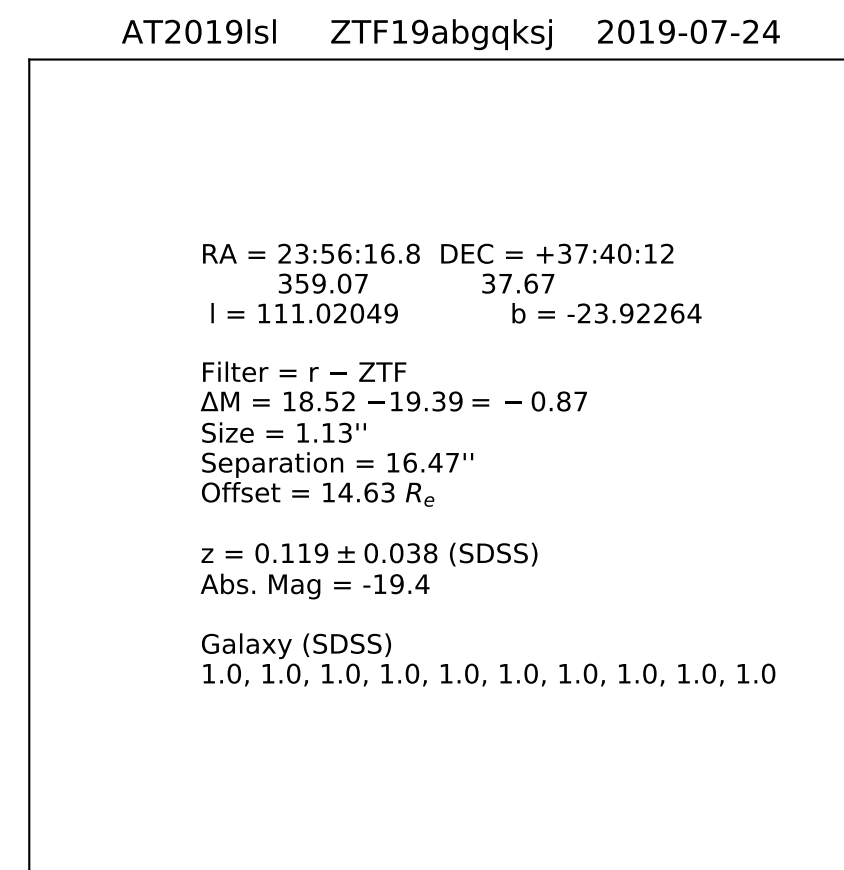 AT2019lsl ZTF19abgqksj 2019-07-24
RA = 23:56:16.8 DEC = +37:40:12
359.07 37.67
l = 111.02049 b = -23.92264
Filter = r − ZTF
ΔM = 18.52 −19.39 = − 0.87
Size = 1.13''
Separation = 16.47''
Offset = 14.63 Re
z = 0.119 ± 0.038 (SDSS)
Abs. Mag = -19.4
Galaxy (SDSS)
1.0, 1.0, 1.0, 1.0, 1.0, 1.0, 1.0, 1.0, 1.0, 1.0